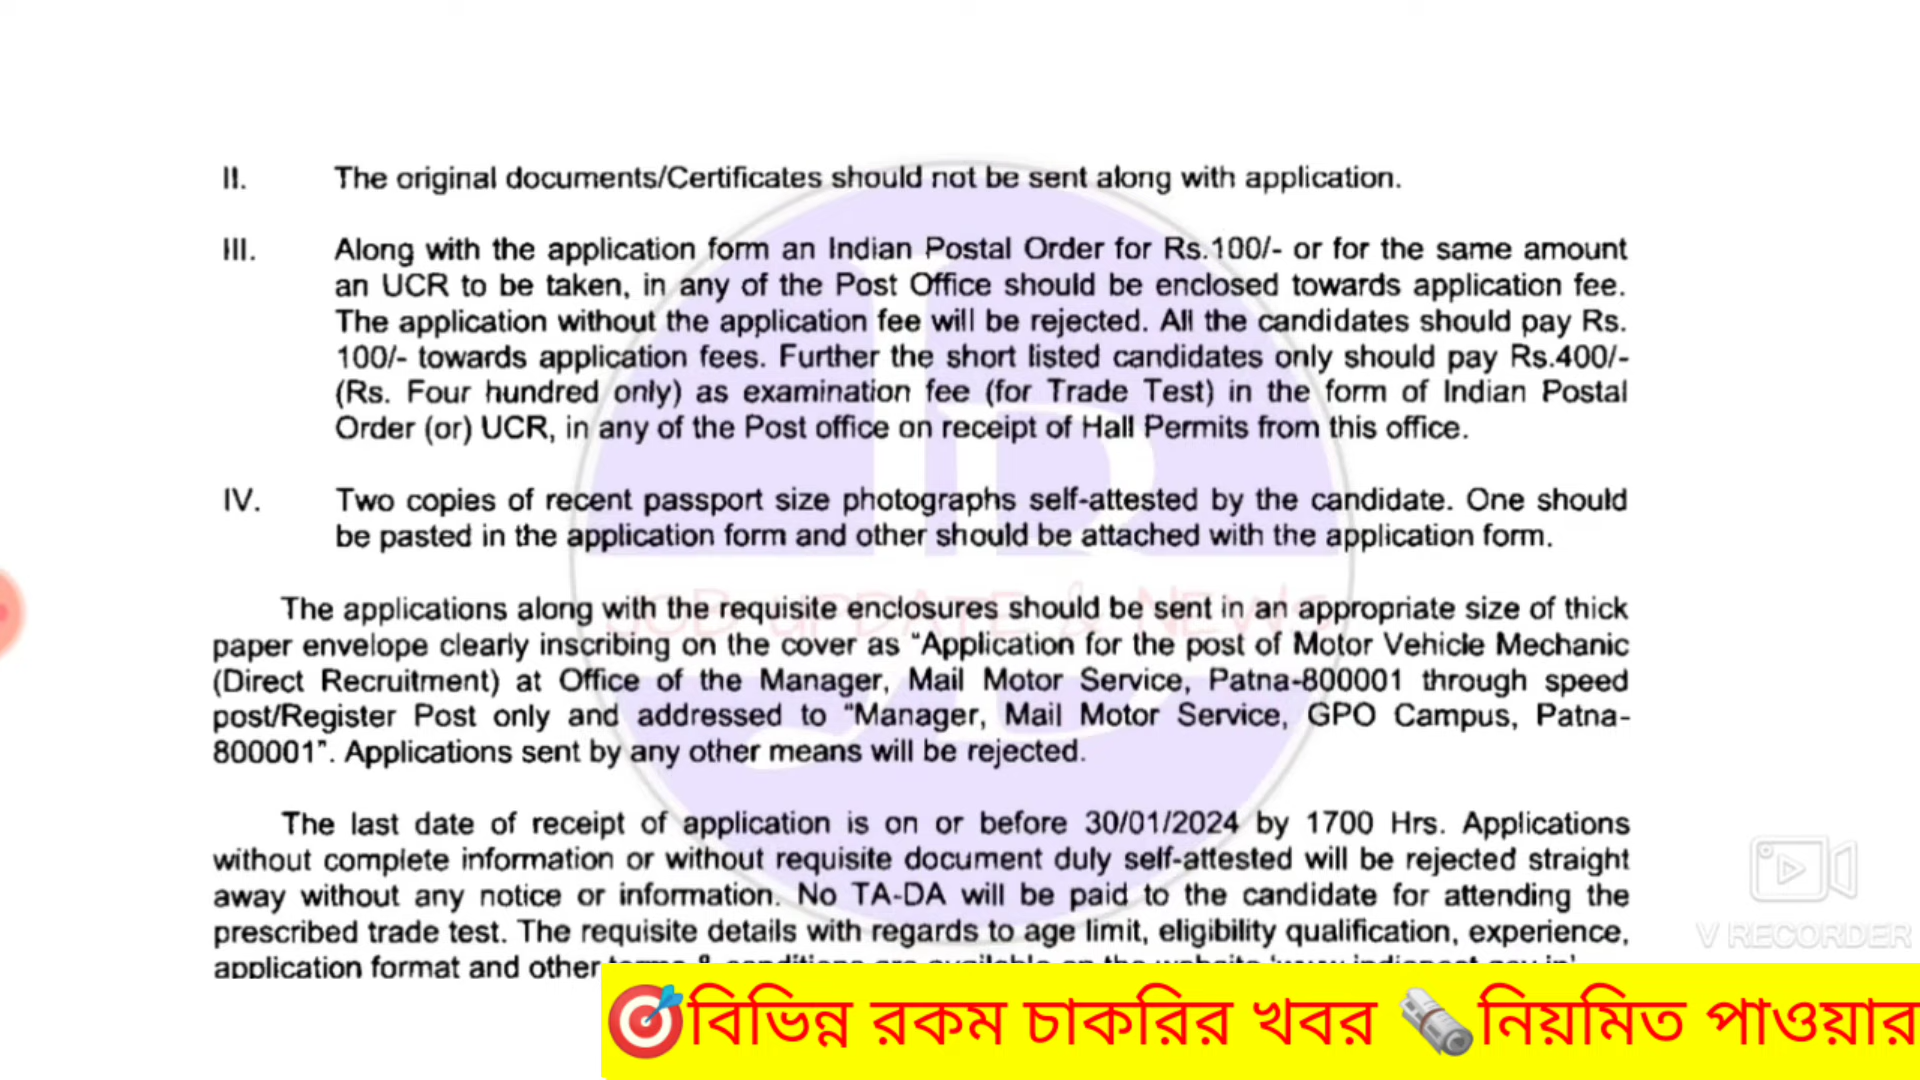 II. The original documents/Certificates should not be sent along with application.
III. Along with the application form an Indian Postal Order for Rs.100/- or for the same amount
an UCR to be taken, in any of the Post Office should be enclosed towards application fee.
The application without the application fee will be rejected. All the candidates should pay Rs.
100/- towards application fees. Further the short listed candidates only should pay Rs.400/-
(Rs. Four hundred only) as examination fee (for Trade Test) in the form of Indian Postal
Order (or) UCR, in any of the Post office on receipt of Hall Permits from this office.
IV. Two copies of recent passport size photographs self-attested by the candidate. One should
be pasted in the application form and other should be attached with the application form.
JOB UPDATE & NEWS
The applications along with the requisite enclosures should be sent in an appropriate size of thick
paper envelope clearly inscribing on the cover as “Application for the post of Motor Vehicle Mechanic
(Direct Recruitment) at Office of the Manager, Mail Motor Service, Patna-800001 through speed
post/Register Post only and addressed to “Manager, Mail Motor Service, GPO Campus, Patna-
800001”. Applications sent by any other means will be rejected.
The last date of receipt of application is on or before 30/01/2024 by 1700 Hrs. Applications
without complete information or without requisite document duly self-attested will be rejected straight
away without any notice or information. No TA-DA will be paid to the candidate for attending the
prescribed trade test. The requisite details with regards to age limit, eligibility qualification, experience,
application format and other
V RECORDER
🎯বিভিন্ন রকম চাকরির খবর 🗞️নিয়মিত পাওয়ার